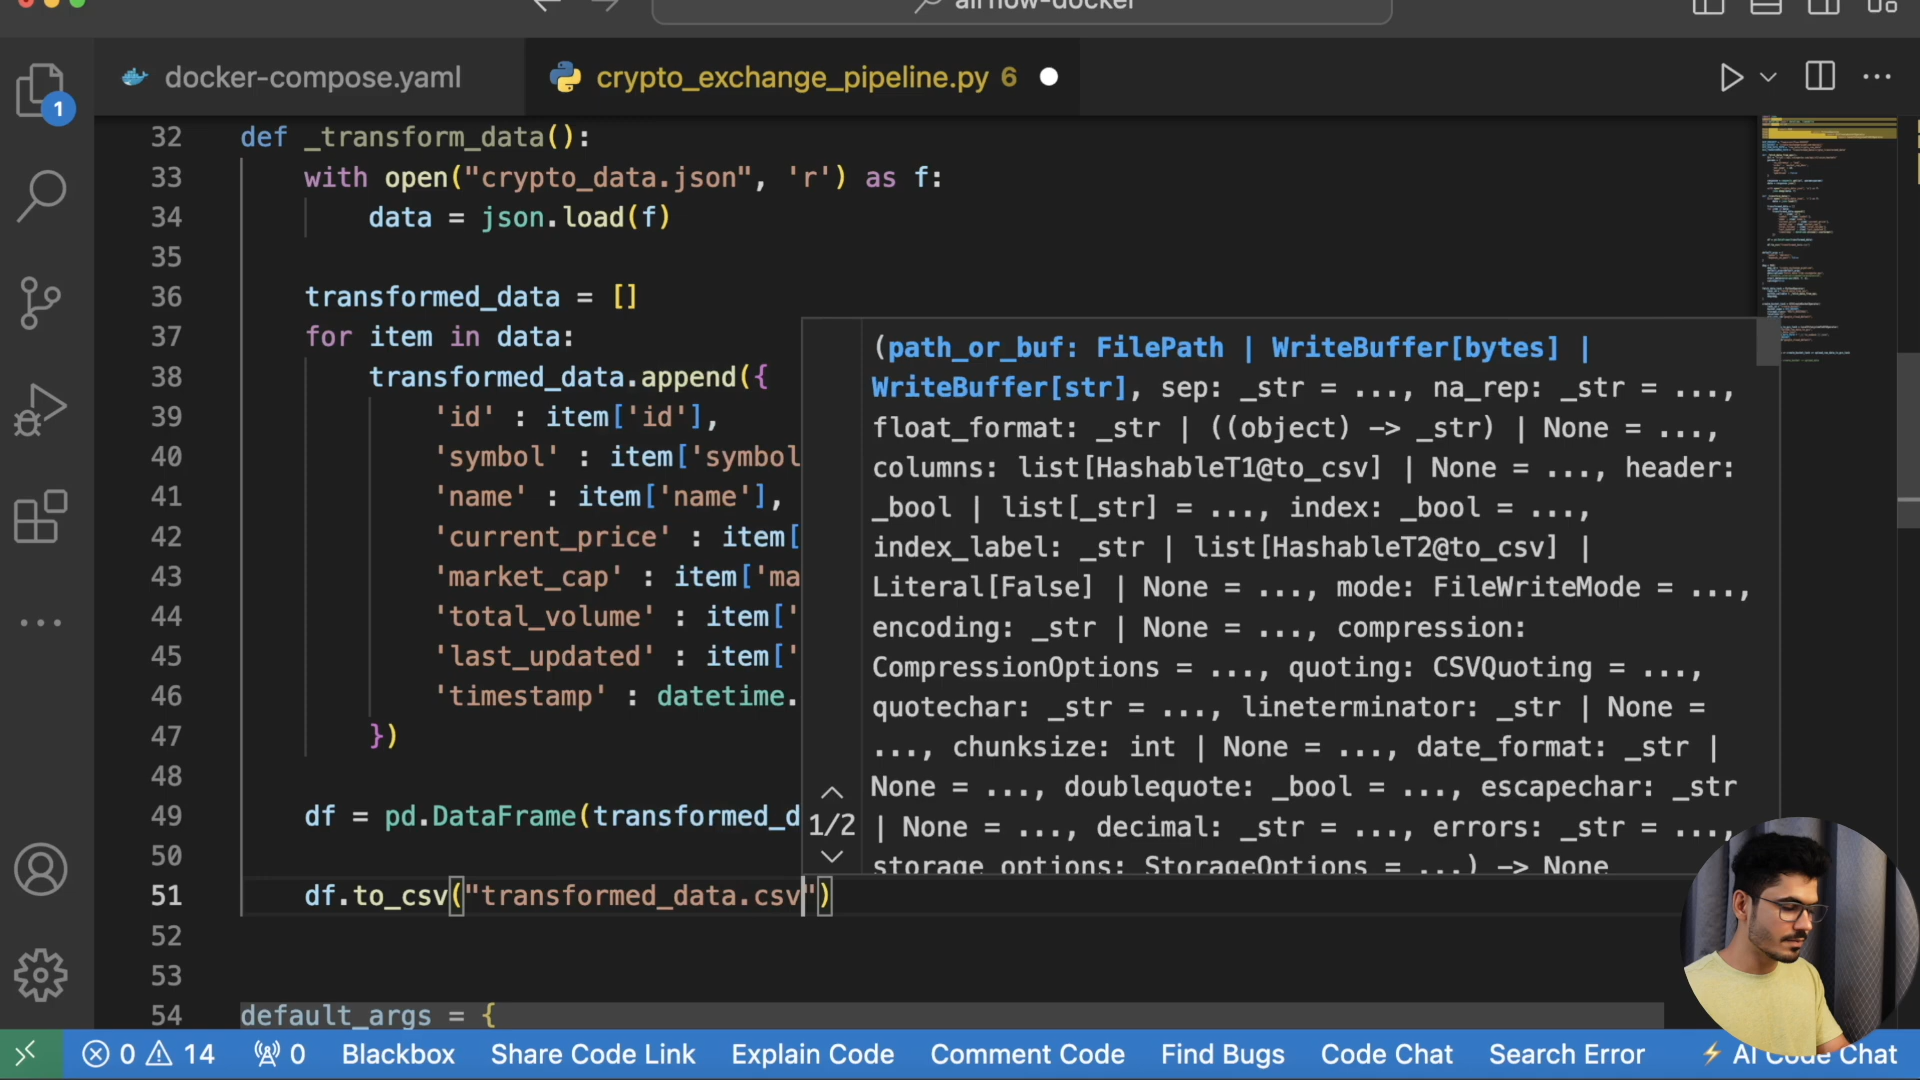 airflow-docker
docker-compose.yaml
crypto_exchange_pipeline.py 6
1
32 def _transform_data():
33 with open("crypto_data.json", 'r') as f:
34 data = json.load(f)
35
36 transformed_data = []
37 for item in data:
38 transformed_data.append({
39 'id' : item['id'],
40 'symbol' : item['symbol
41 'name' : item['name'],
42 'current_price' : item[
43 'market_cap' : item['ma
44 'total_volume' : item['
45 'last_updated' : item['
46 'timestamp' : datetime.
47 })
48
49 df = pd.DataFrame(transformed_d
50
51 df.to_csv("transformed_data.csv")
52
53
54 default_args = {
(path_or_buf: FilePath | WriteBuffer[bytes] |
WriteBuffer[str], sep: _str = ..., na_rep: _str = ...,
float_format: _str | ((object) -> _str) | None = ...,
columns: list[HashableT1@to_csv] | None = ..., header:
_bool | list[_str] = ..., index: _bool = ...,
index_label: _str | list[HashableT2@to_csv] |
Literal[False] | None = ..., mode: FileWriteMode = ...,
encoding: _str | None = ..., compression:
CompressionOptions = ..., quoting: CSVQuoting = ...,
quotechar: _str = ..., lineterminator: _str | None =
..., chunksize: int | None = ..., date_format: _str |
None = ..., doublequote: _bool = ..., escapechar: _str
| None = ..., decimal: _str = ..., errors: _str = ...,
storage_options: StorageOptions = ...) -> None
1/2
0 14 0 Blackbox Share Code Link Explain Code Comment Code Find Bugs Code Chat Search Error AI Code Chat